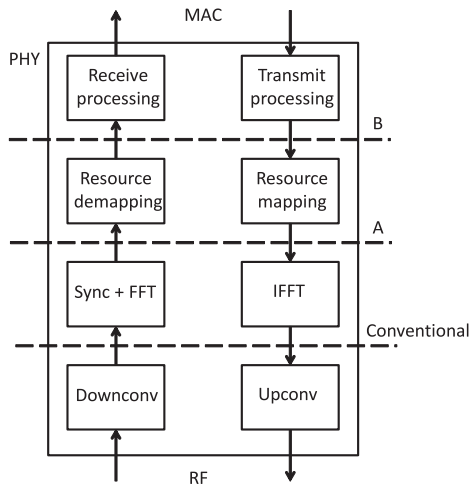 MAC
PHY
Receive
processing
Transmit
processing
B
Resource
demapping
Resource
mapping
A
Sync + FFT
IFFT
Conventional
Downconv
Upconv
RF